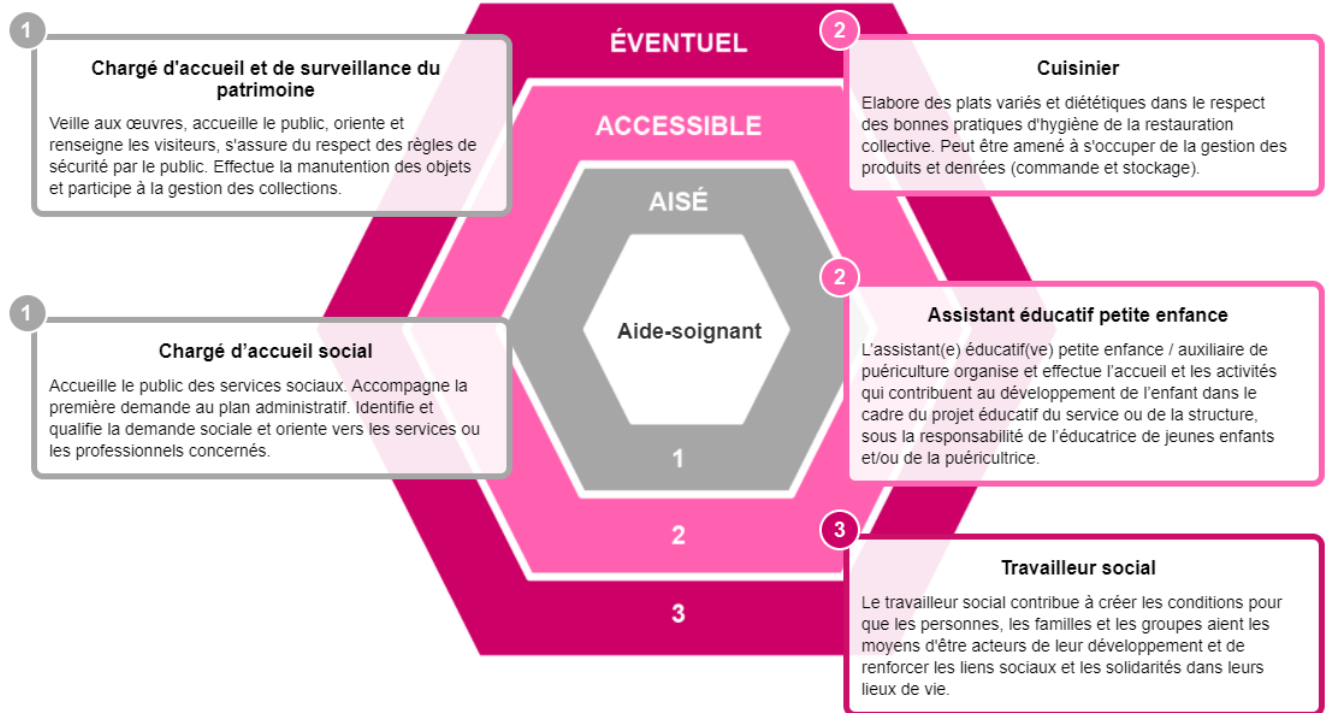 1
Chargé d'accueil et de surveillance du
patrimoine
Veille aux œuvres, accueille le public, oriente et
renseigne les visiteurs, s'assure du respect des règles de
sécurité par le public. Effectue la manutention des objets
et participe à la gestion des collections.
1
Chargé d’accueil social
Accueille le public des services sociaux. Accompagne la
première demande au plan administratif. Identifie et
qualifie la demande sociale et oriente vers les services ou
les professionnels concernés.
ÉVENTUEL
ACCESSIBLE
AISÉ
Aide-soignant
1
2
3
2
Cuisinier
Elabore des plats variés et diététiques dans le respect
des bonnes pratiques d'hygiène de la restauration
collective. Peut être amené à s'occuper de la gestion des
produits et denrées (commande et stockage).
2
Assistant éducatif petite enfance
L’assistant(e) éducatif(ve) petite enfance / auxiliaire de
puériculture organise et effectue l’accueil et les activités
qui contribuent au développement de l’enfant dans le
cadre du projet éducatif du service ou de la structure,
sous la responsabilité de l’éducatrice de jeunes enfants
et/ou de la puéricultrice.
3
Travailleur social
Le travailleur social contribue à créer les conditions pour
que les personnes, les familles et les groupes aient les
moyens d'être acteurs de leur développement et de
renforcer les liens sociaux et les solidarités dans leurs
lieux de vie.